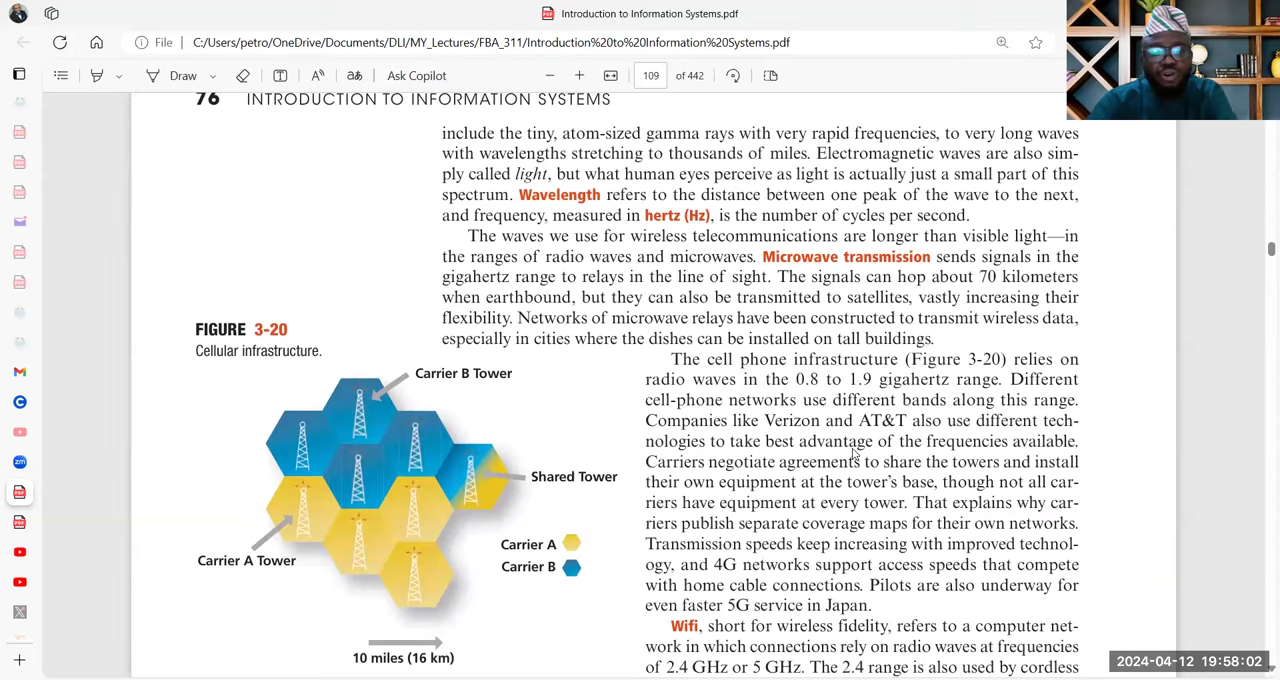 Introduction to Information Systems.pdf
File
C:/Users/petro/OneDrive/Documents/DLI/MY_Lectures/FBA_311/Introduction%20to%20Information%20Systems.pdf
Draw
Ask Copilot
109 of 442
76 INTRODUCTION TO INFORMATION SYSTEMS
include the tiny, atom-sized gamma rays with very rapid frequencies, to very long waves
with wavelengths stretching to thousands of miles. Electromagnetic waves are also sim-
ply called light, but what human eyes perceive as light is actually just a small part of this
spectrum. Wavelength refers to the distance between one peak of the wave to the next,
and frequency, measured in hertz (Hz), is the number of cycles per second.
The waves we use for wireless telecommunications are longer than visible light—in
the ranges of radio waves and microwaves. Microwave transmission sends signals in the
gigahertz range to relays in the line of sight. The signals can hop about 70 kilometers
when earthbound, but they can also be transmitted to satellites, vastly increasing their
flexibility. Networks of microwave relays have been constructed to transmit wireless data,
especially in cities where the dishes can be installed on tall buildings.
FIGURE 3-20
Cellular infrastructure.
Carrier B Tower
Shared Tower
Carrier A Tower
Carrier A
Carrier B
10 miles (16 km)
The cell phone infrastructure (Figure 3-20) relies on
radio waves in the 0.8 to 1.9 gigahertz range. Different
cell-phone networks use different bands along this range.
Companies like Verizon and AT&T also use different tech-
nologies to take best advantage of the frequencies available.
Carriers negotiate agreements to share the towers and install
their own equipment at the tower's base, though not all car-
riers have equipment at every tower. That explains why car-
riers publish separate coverage maps for their own networks.
Transmission speeds keep increasing with improved technol-
ogy, and 4G networks support access speeds that compete
with home cable connections. Pilots are also underway for
even faster 5G service in Japan.
Wifi, short for wireless fidelity, refers to a computer net-
work in which connections rely on radio waves at frequencies
of 2.4 GHz or 5 GHz. The 2.4 range is also used by cordless
2024-04-12 19:58:02